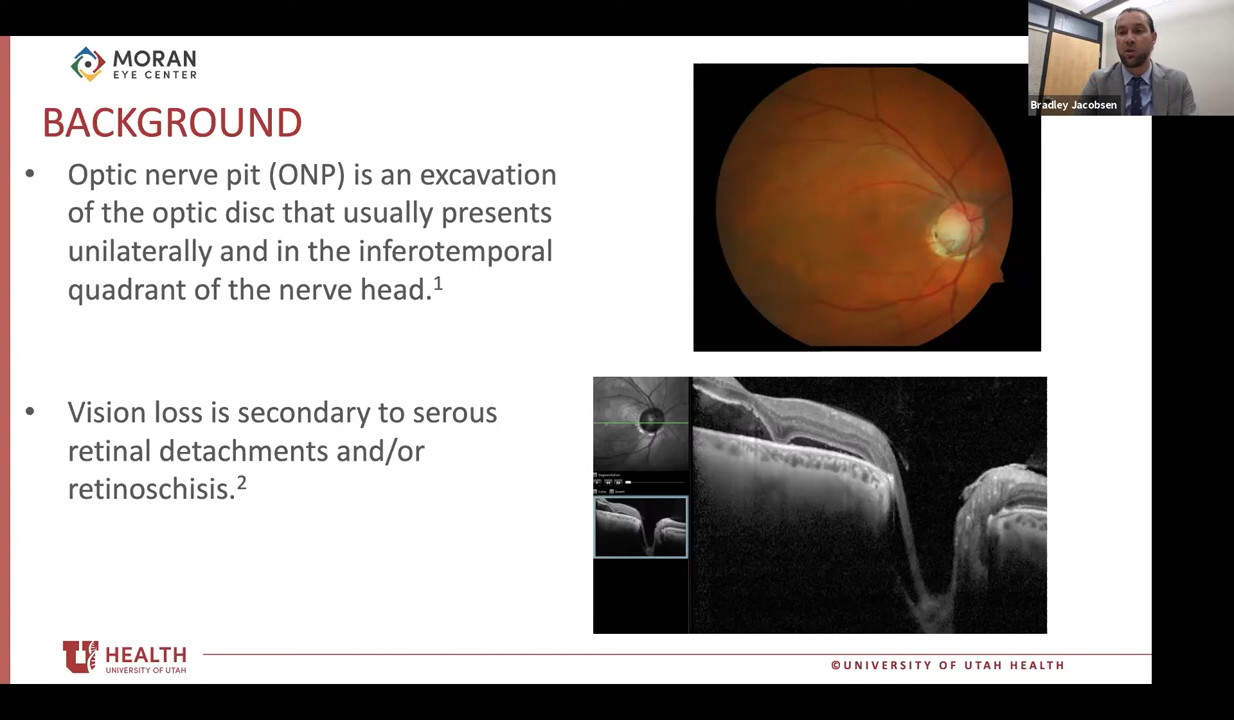 MORAN
EYE CENTER
Bradley Jacobsen
BACKGROUND
• Optic nerve pit (ONP) is an excavation
of the optic disc that usually presents
unilaterally and in the inferotemporal
quadrant of the nerve head.¹
• Vision loss is secondary to serous
retinal detachments and/or
retinoschisis.²
U HEALTH
UNIVERSITY OF UTAH
©UNIVERSITY OF UTAH HEALTH